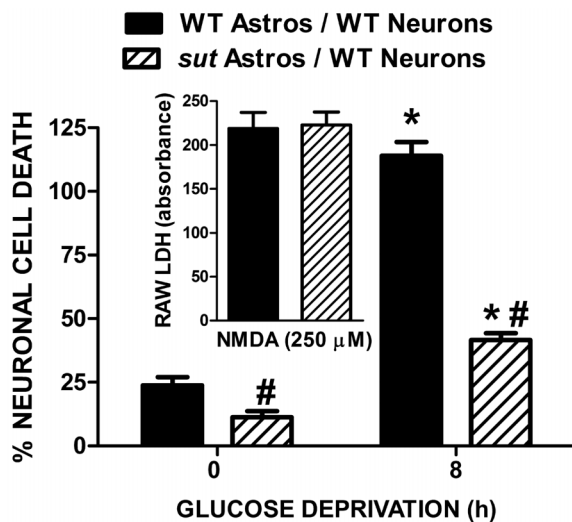 WT Astros / WT Neurons
sut Astros / WT Neurons
% NEURONAL CELL DEATH
125
100
75
50
25
0
RAW LDH (absorbance)
250
200
150
100
50
0
NMDA (250 μM)
*
* #
#
0
8
GLUCOSE DEPRIVATION (h)